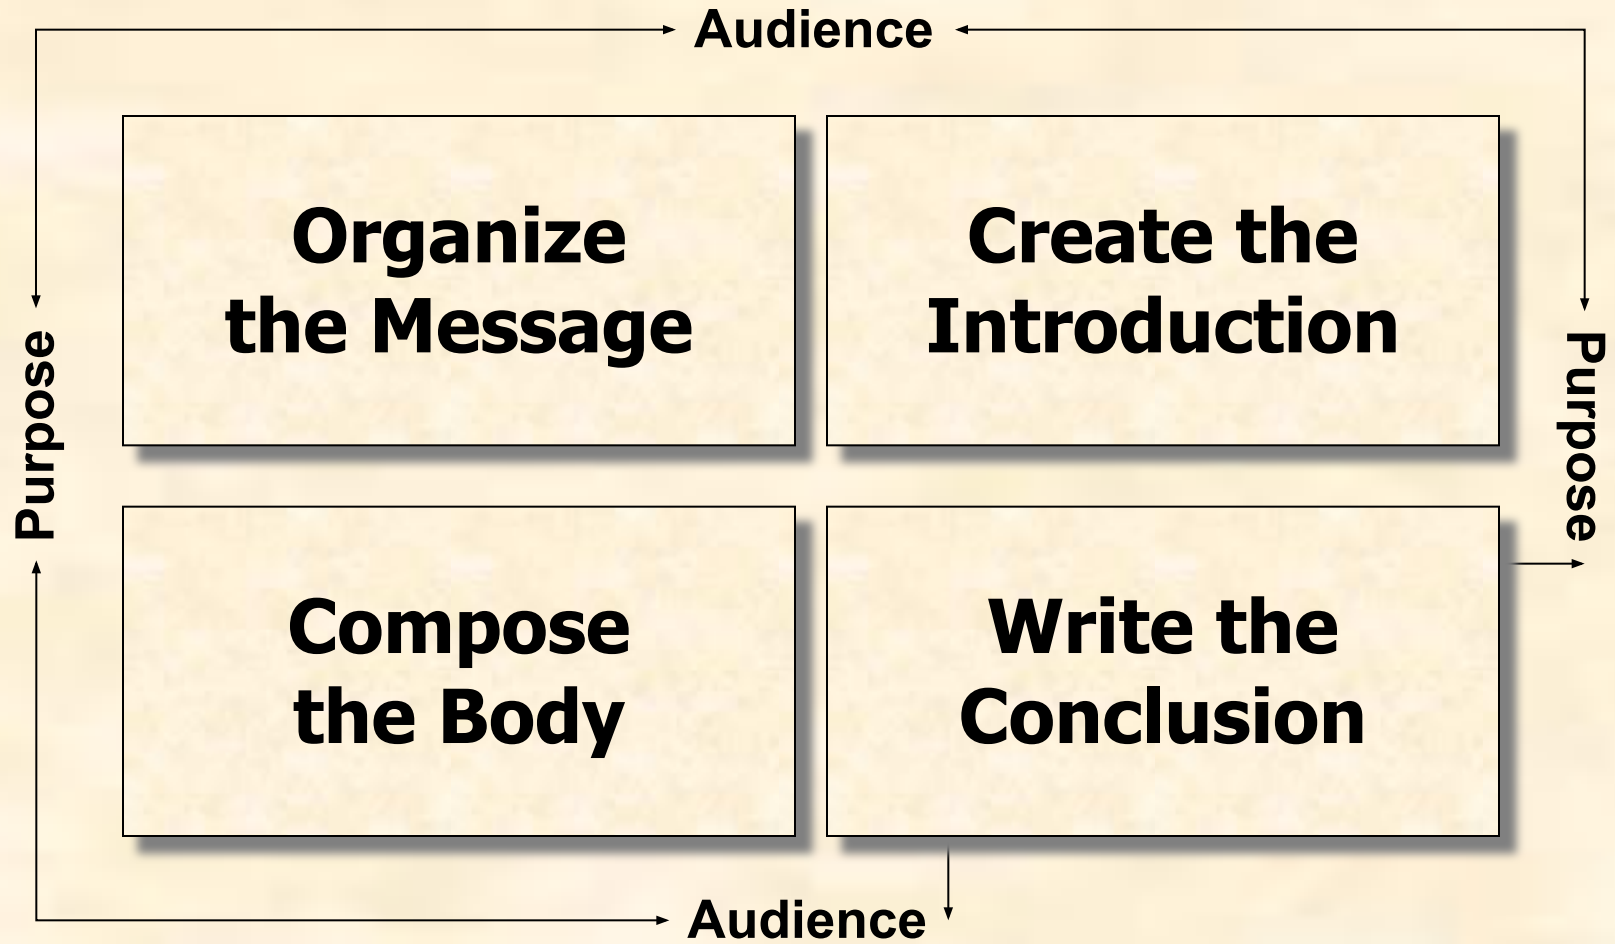 Audience
Organize
the Message
Create the
Introduction
Purpose
Purpose
Compose
the Body
Write the
Conclusion
Audience